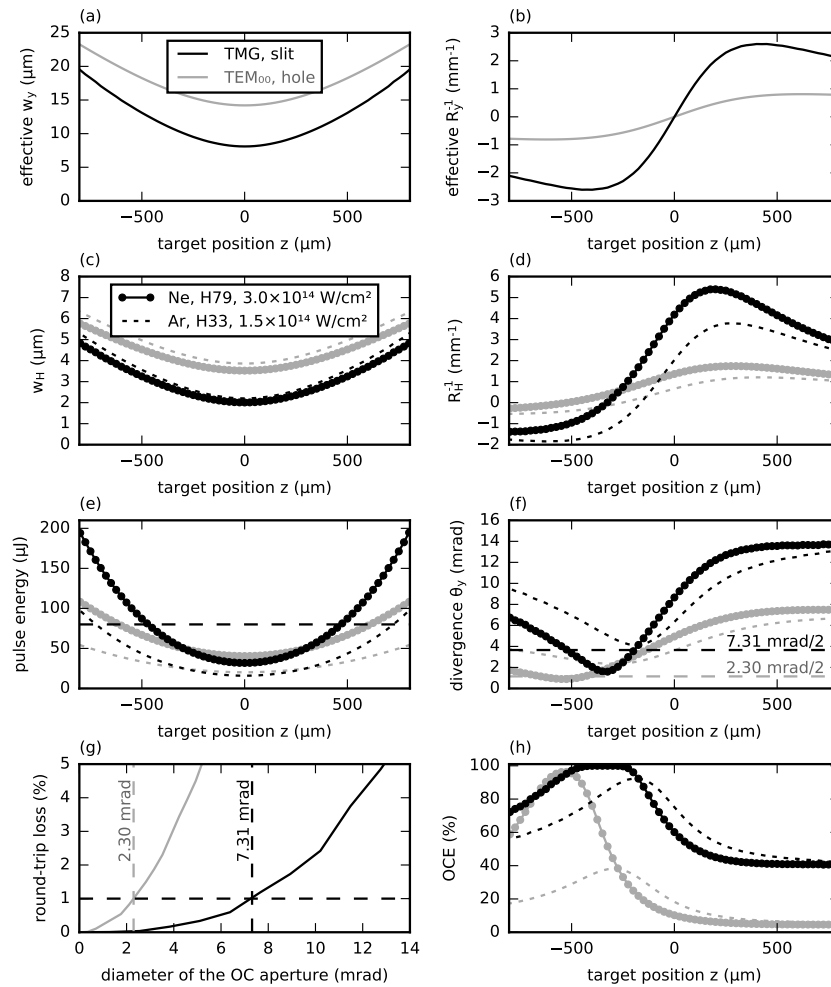 (a)
25
20
15
10
5
0
effective w_y (μm)
TMG, slit
TEM₀₀, hole
−500
0
500
target position z (μm)
(b)
3
2
1
0
−1
−2
−3
effective R_y^-1 (mm⁻¹)
−500
0
500
target position z (μm)
(c)
8
7
6
5
4
3
2
1
0
w_H (μm)
Ne, H79, 3.0×10¹⁴ W/cm²
Ar, H33, 1.5×10¹⁴ W/cm²
−500
0
500
target position z (μm)
(d)
6
5
4
3
2
1
0
−1
−2
R_H^-1 (mm⁻¹)
−500
0
500
target position z (μm)
(e)
200
150
100
50
0
pulse energy (μJ)
−500
0
500
target position z (μm)
(f)
16
14
12
10
8
6
4
2
0
divergence θ_y (mrad)
7.31 mrad/2
2.30 mrad/2
−500
0
500
target position z (μm)
(g)
5
4
3
2
1
0
round-trip loss (%)
2.30 mrad
7.31 mrad
0
2
4
6
8
10
12
14
diameter of the OC aperture (mrad)
(h)
100
80
60
40
20
0
OCE (%)
−500
0
500
target position z (μm)